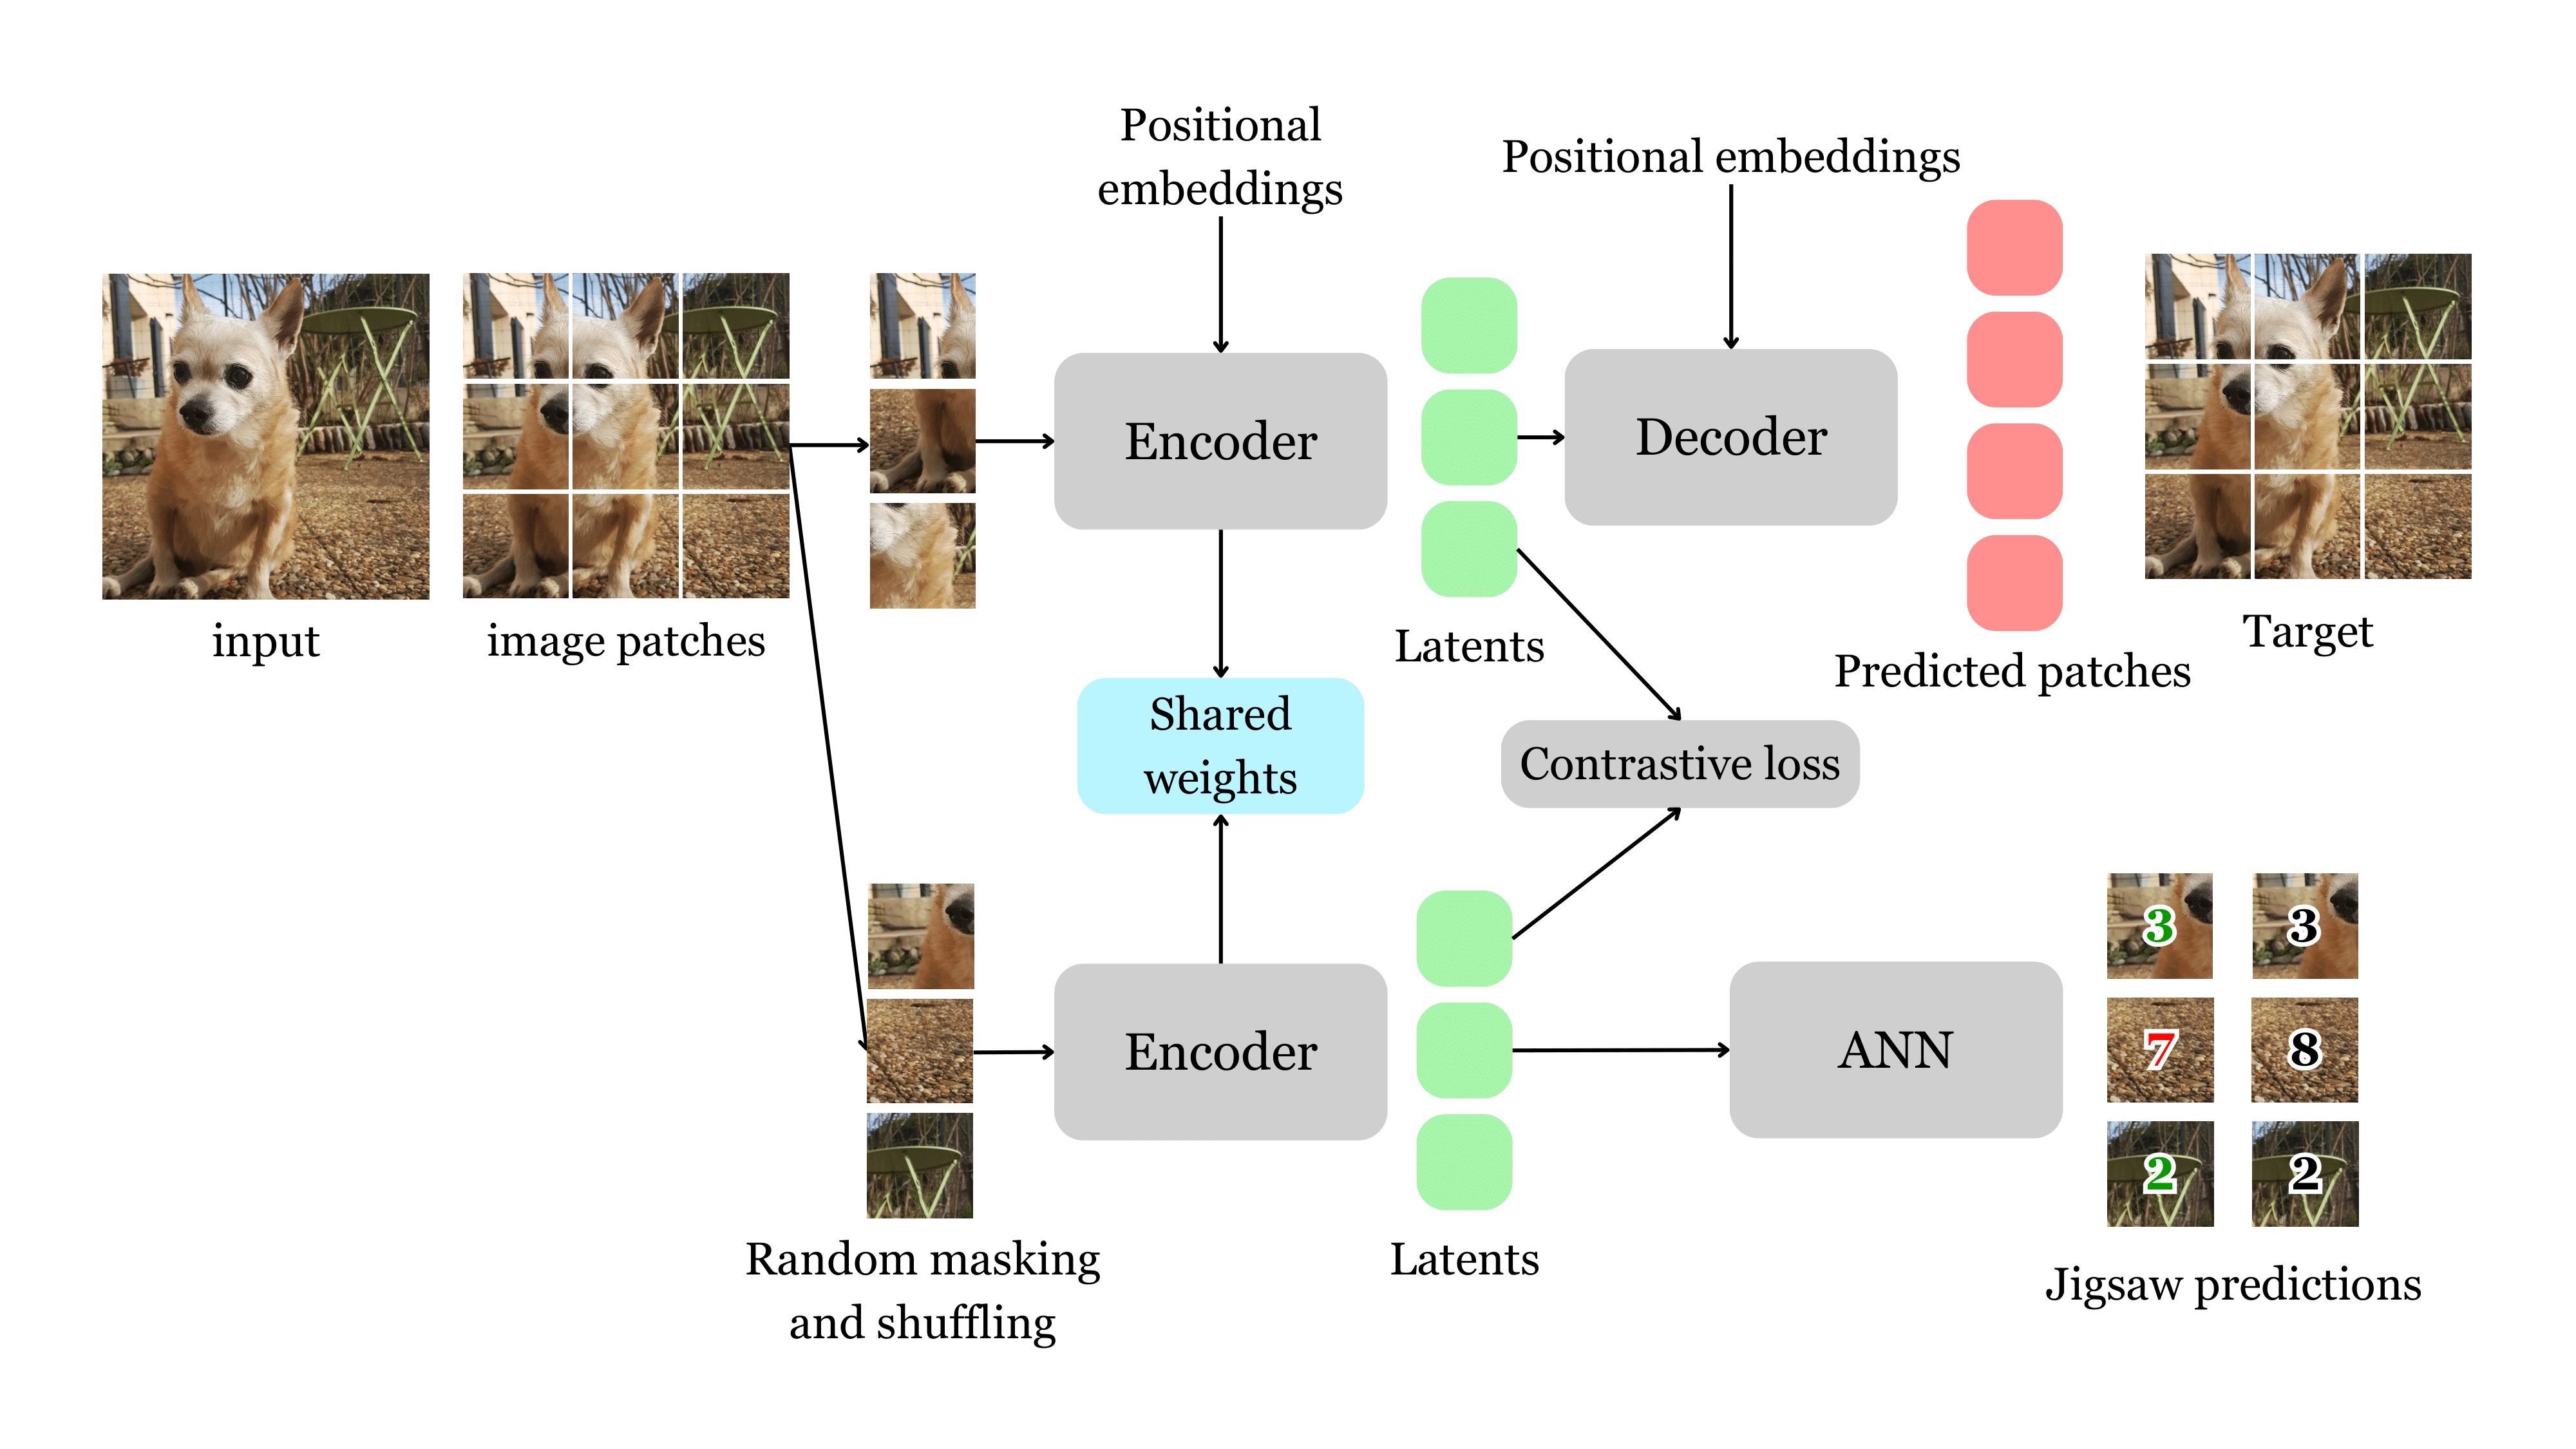 Positional
embeddings
Positional embeddings
Encoder
Decoder
input
image patches
Latents
Predicted patches
Target
Shared
weights
Contrastive loss
Encoder
ANN
3
3
7
8
2
2
Random masking
and shuffling
Latents
Jigsaw predictions